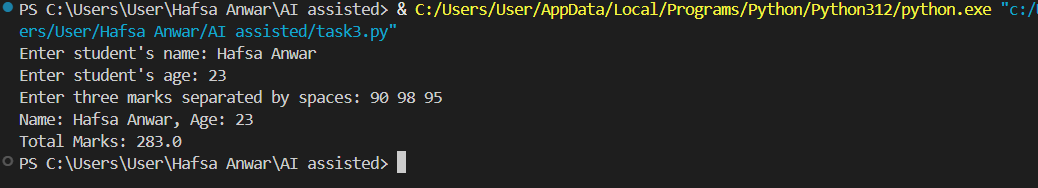 PS C:\Users\User\Hafsa Anwar\AI assisted> & C:/Users/User/AppData/Local/Programs/Python/Python312/python.exe "c:/
ers/User/Hafsa Anwar/AI assisted/task3.py"
Enter student's name: Hafsa Anwar
Enter student's age: 23
Enter three marks separated by spaces: 90 98 95
Name: Hafsa Anwar, Age: 23
Total Marks: 283.0
PS C:\Users\User\Hafsa Anwar\AI assisted>